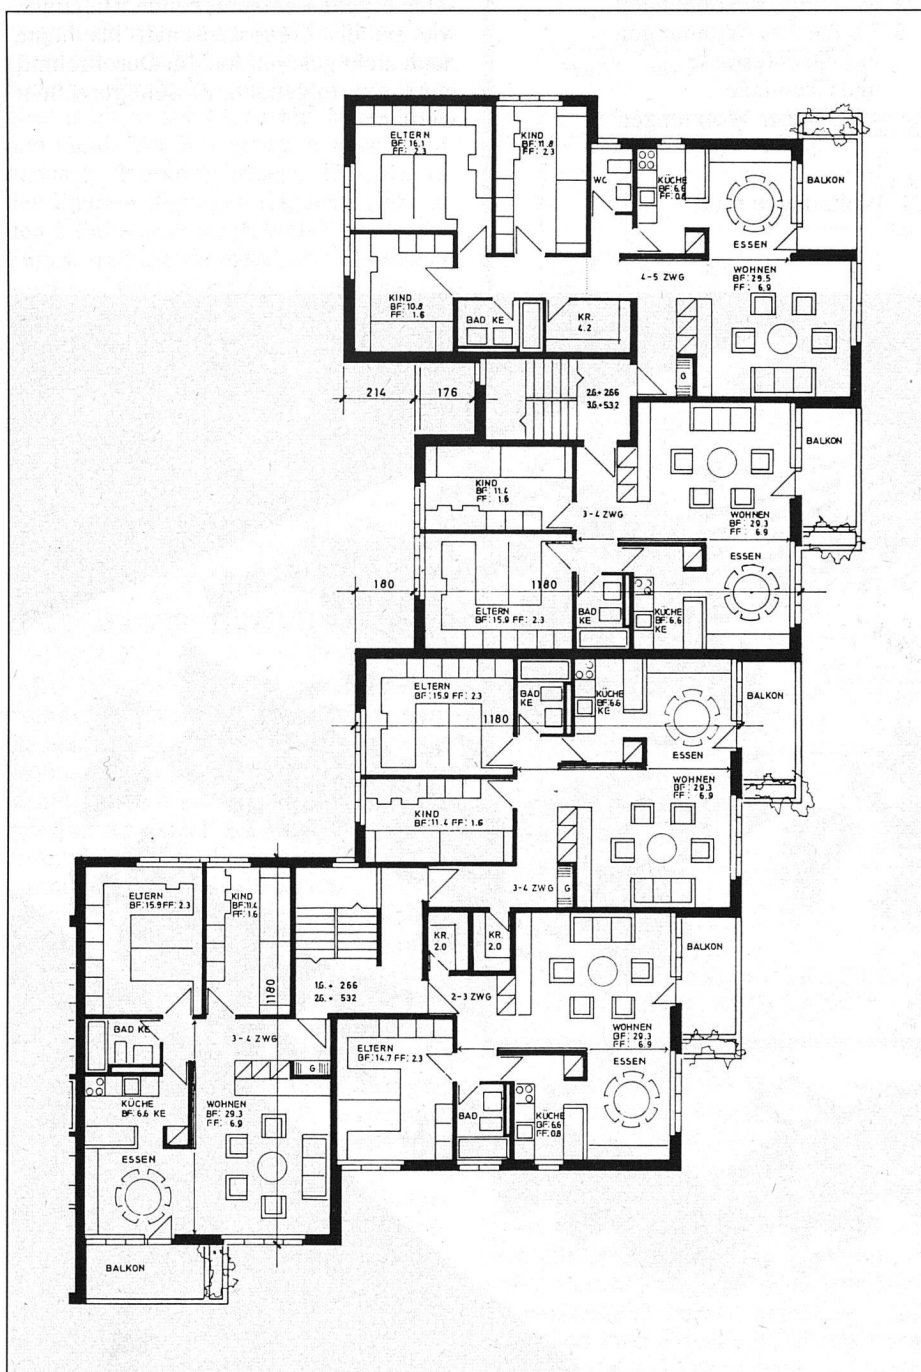 ELTERN
BF: 16.1
FF: 2.3
KIND
BF: 11.8
FF: 2.3
WC
KÜCHE
BF: 6.6
FF: 0.8
BALKON
ESSEN
4-5 ZWG
WOHNEN
BF: 29.5
FF: 6.9
KIND
BF: 10.8
FF: 1.6
BAD KE
KR.
4.2
G
214
176
2.G. + 266
3.G. + 532
BALKON
KIND
BF: 11.4
FF: 1.6
3-4 ZWG
WOHNEN
BF: 29.3
FF: 6.9
ESSEN
180
1180
ELTERN
BF: 15.9 FF: 2.3
BAD
KE
KÜCHE
BF: 6.6
KE
ELTERN
BF: 15.9 FF: 2.3
1180
BAD
KE
KÜCHE
BF: 6.6
KE
BALKON
ESSEN
WOHNEN
BF: 29.3
FF: 6.9
KIND
BF: 11.4 FF: 1.6
3-4 ZWG
G
ELTERN
BF: 15.9 FF: 2.3
KIND
BF: 11.4
FF: 1.6
1180
KR.
2.0
KR.
2.0
BALKON
1.G. + 266
2.G. + 532
2-3 ZWG
WOHNEN
BF: 29.3
FF: 6.9
BAD KE
3-4 ZWG
G
ELTERN
BF: 14.7 FF: 2.3
ESSEN
KÜCHE
BF: 6.6 KE
WOHNEN
BF: 29.3
FF: 6.9
BAD
KÜCHE
BF: 6.6
FF: 0.8
ESSEN
BALKON